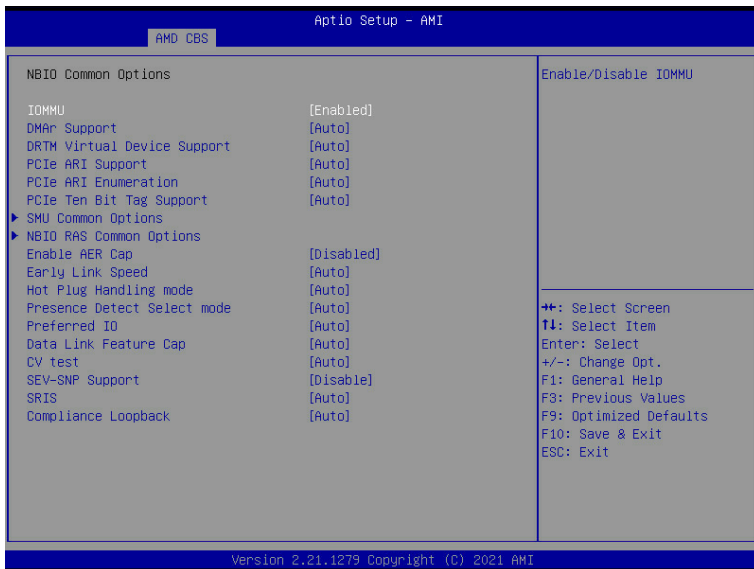 Aptio Setup - AMI
AMD CBS
NBIO Common Options
IOMMU [Enabled]
DMAr Support [Auto]
DRTM Virtual Device Support [Auto]
PCIe ARI Support [Auto]
PCIe ARI Enumeration [Auto]
PCIe Ten Bit Tag Support [Auto]
SMU Common Options
NBIO RAS Common Options
Enable AER Cap [Disabled]
Early Link Speed [Auto]
Hot Plug Handling mode [Auto]
Presence Detect Select mode [Auto]
Preferred IO [Auto]
Data Link Feature Cap [Auto]
CV test [Auto]
SEV-SNP Support [Disable]
SRIS [Auto]
Compliance Loopback [Auto]
Enable/Disable IOMMU
→←: Select Screen
↑↓: Select Item
Enter: Select
+/-: Change Opt.
F1: General Help
F3: Previous Values
F9: Optimized Defaults
F10: Save & Exit
ESC: Exit
Version 2.21.1279 Copyright (C) 2021 AMI